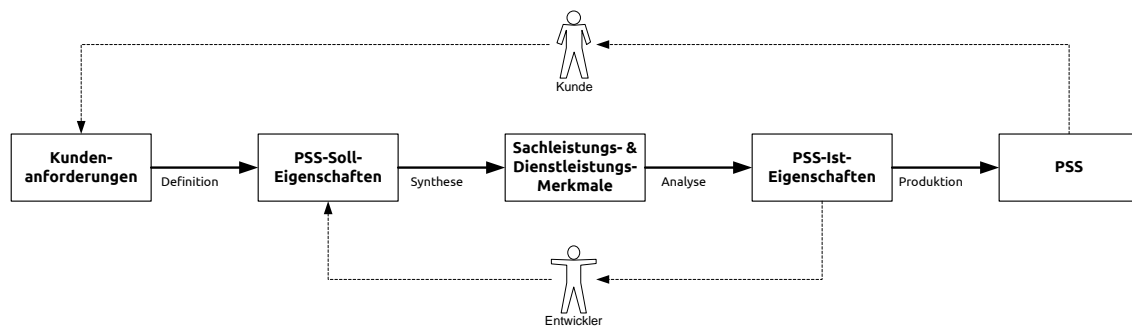 Kunde
Kunden-
anforderungen
Definition
PSS-Soll-
Eigenschaften
Synthese
Sachleistungs- &
Dienstleistungs-
Merkmale
Analyse
PSS-Ist-
Eigenschaften
Produktion
PSS
Entwickler